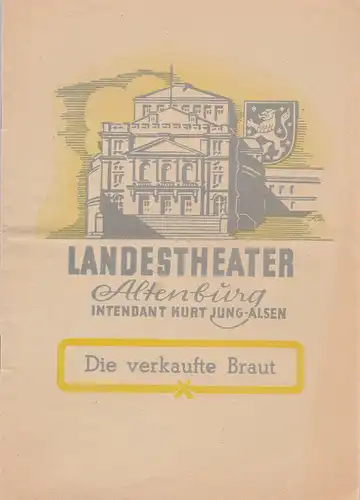 LANDESTHEATER
Altenburg
INTENDANT KURT JUNG-ALSEN
Die verkaufte Braut